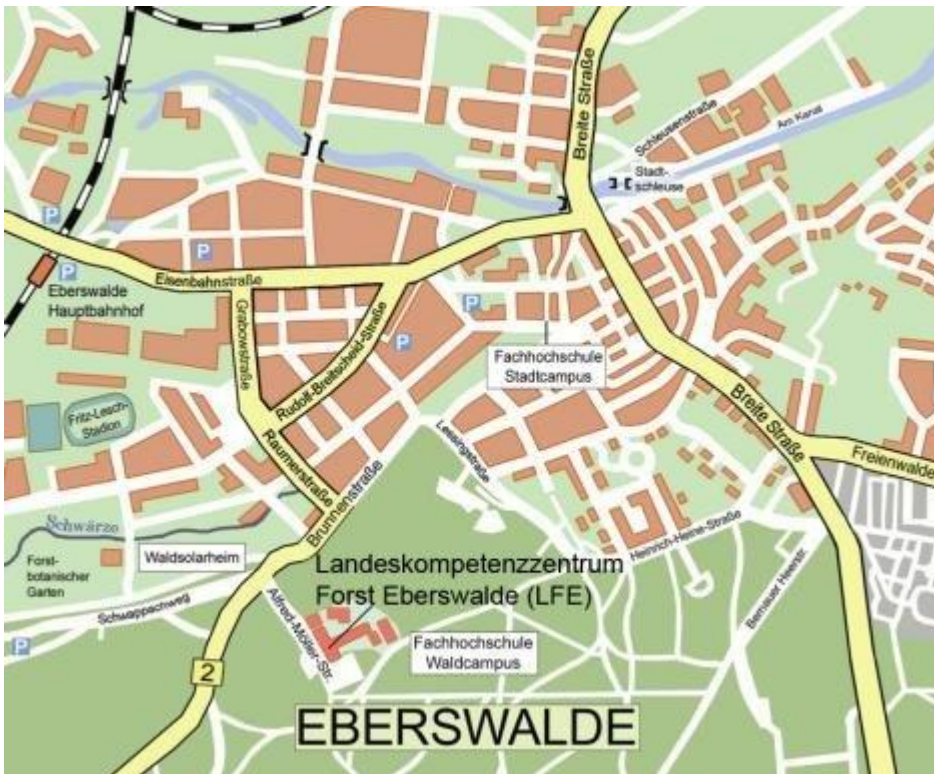 Breite Straße
Schleusenstraße
Am Kanal
Stadt-
schleuse
P
P
P
Eisenbahnstraße
Eberswalde
Hauptbahnhof
Grabowstraße
P
P
Rudolf-Breitscheid-Straße
Fachhochschule
Stadtcampus
Fritz-Lesch-
Stadion
Breite Straße
Freienwalde
Raumerstraße
Lessingstraße
Brunnenstraße
Schwärze
Heinrich-Heine-Straße
Waldsolarheim
Forst-
botanischer
Garten
Landeskompetenzzentrum
Forst Eberswalde (LFE)
Bernauer Heerstr.
Schwappachweg
Alfred-Möller-Str.
P
Fachhochschule
Waldcampus
2
EBERSWALDE